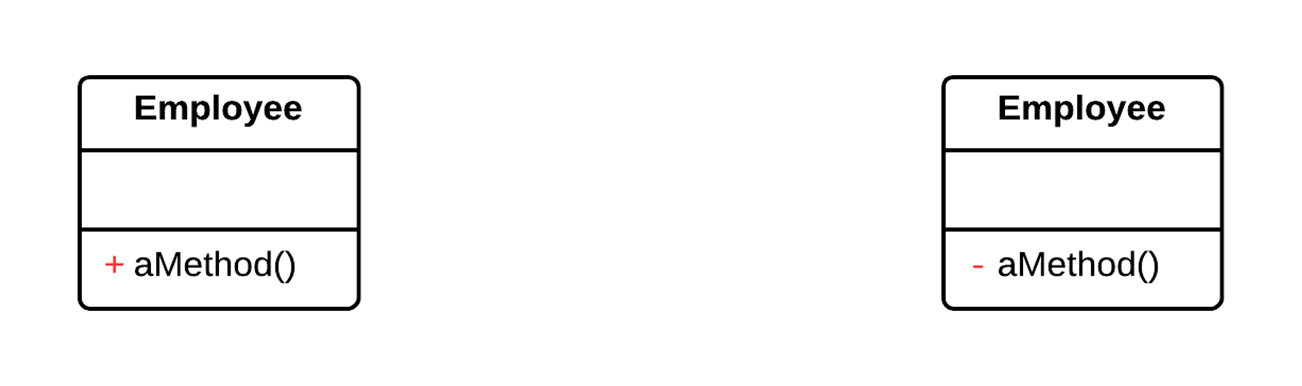 Employee
+ aMethod()
Employee
- aMethod()